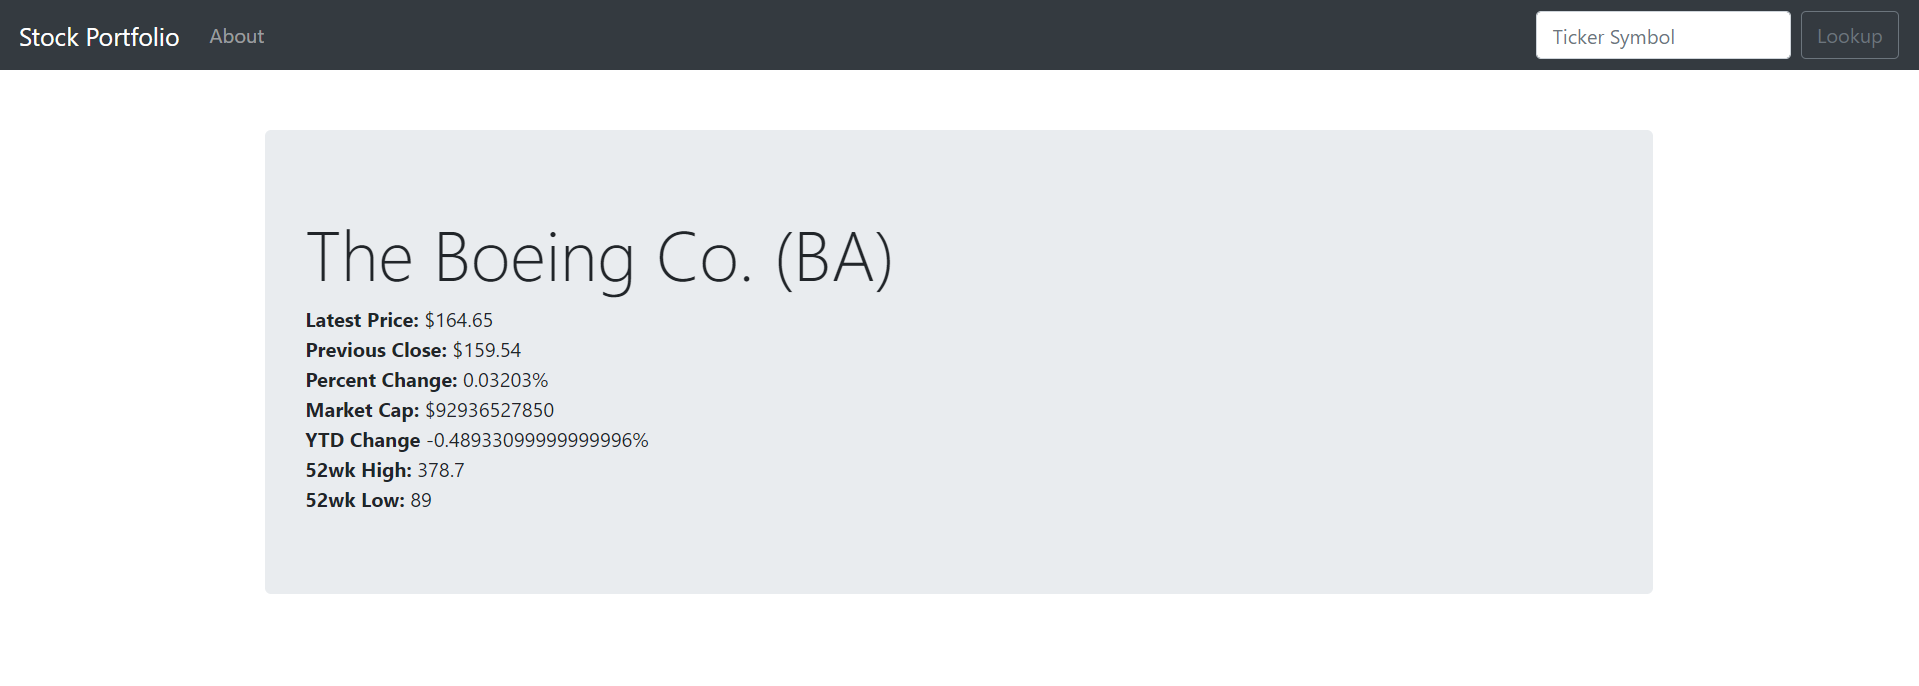 Stock Portfolio About Ticker Symbol Lookup
The Boeing Co. (BA)
Latest Price: $164.65
Previous Close: $159.54
Percent Change: 0.03203%
Market Cap: $92936527850
YTD Change -0.48933099999999996%
52wk High: 378.7
52wk Low: 89